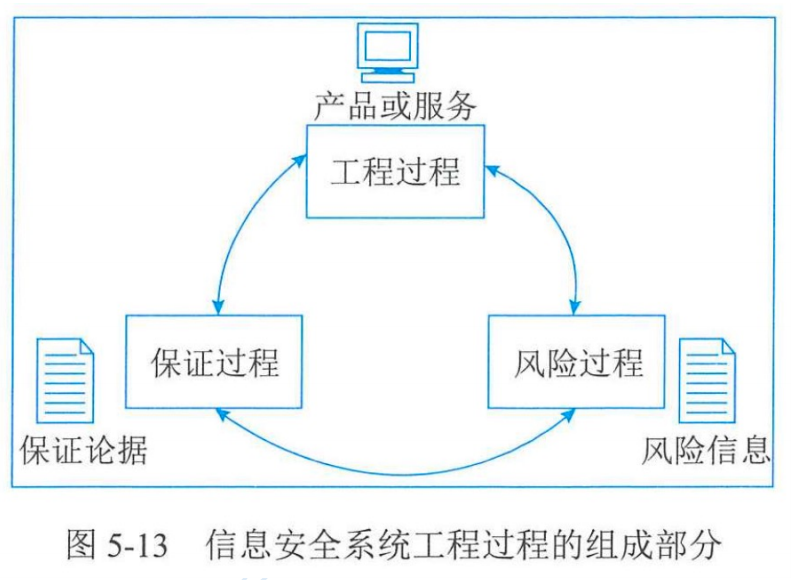 产品或服务
工程过程
保证过程
风险过程
保证论据
风险信息
图 5-13 信息安全系统工程过程的组成部分